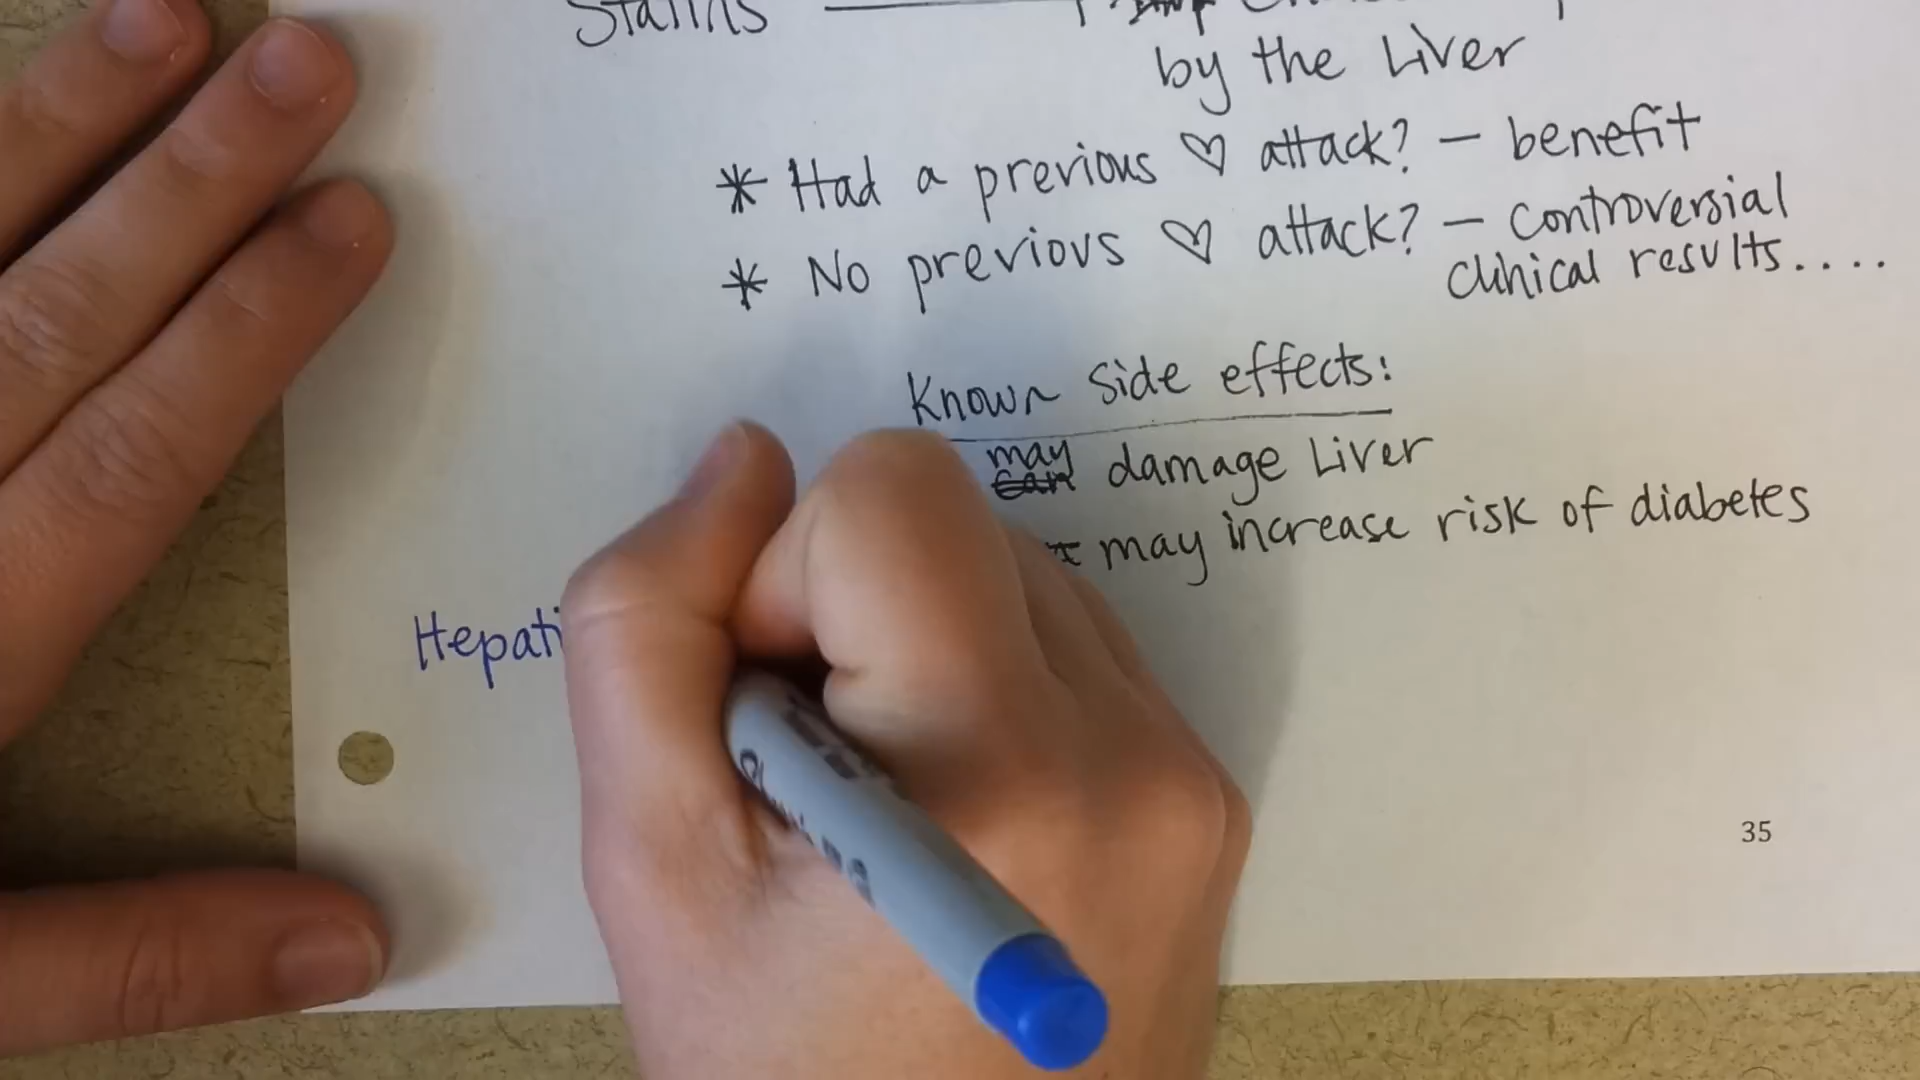 Statins
by the Liver
* Had a previous ♡ attack? – benefit
* No previous ♡ attack? – controversial
clinical results....
Known side effects:
may
can damage Liver
may increase risk of diabetes
Hepati
35